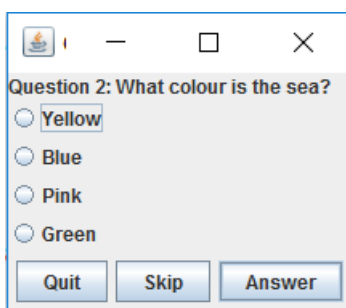 Question 2: What colour is the sea?
Yellow
Blue
Pink
Green
Quit Skip Answer